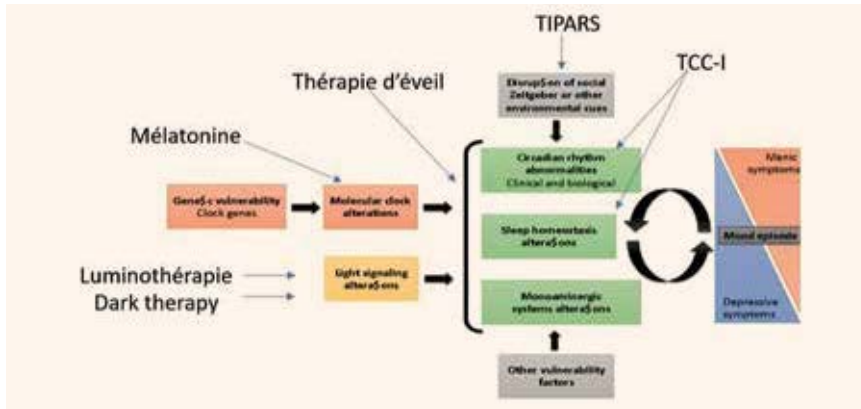 TIPARS
TCC-I
Thérapie d'éveil
Mélatonine
Disrup$on of social
Zeitgeber or other
environmental cues
Circadian rhythm
abnormalities
Clinical and biological
Manic
symptoms
Gene$c vulnerability
Clock genes
Molecular clock
alterations
Sleep homeostasis
altera$ons
Mood episode
Luminothérapie
Dark therapy
Light signaling
altera$ons
Monoaminergic
systems altera$ons
Depressive
symptoms
Other vulnerability
factors